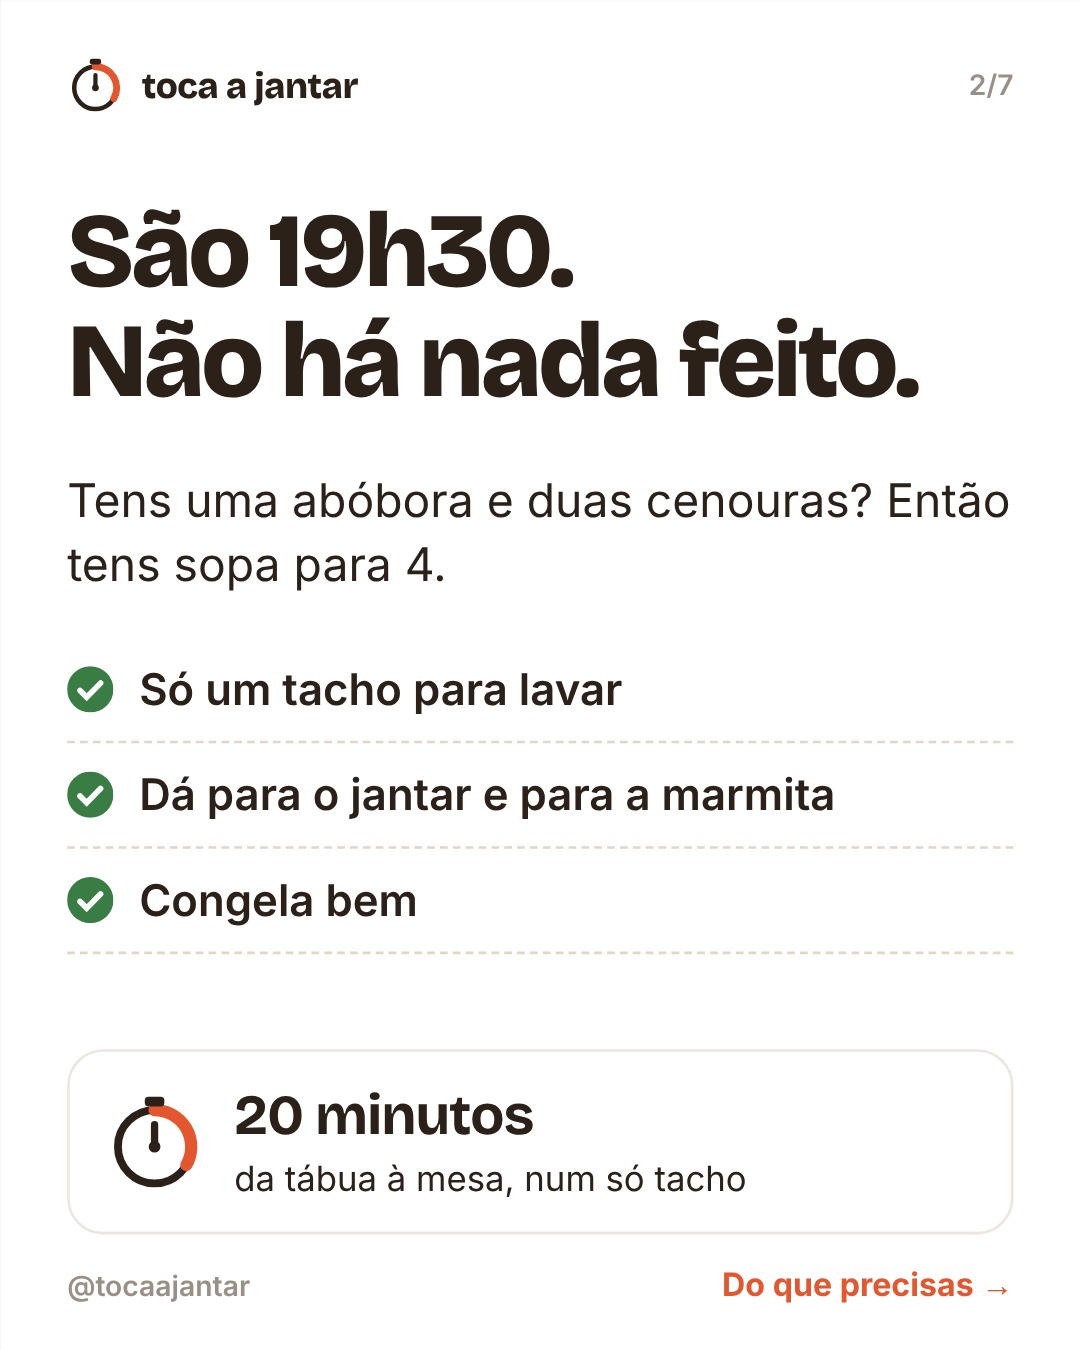 toca a jantar
2/7
São 19h30.
Não há nada feito.
Tens uma abóbora e duas cenouras? Então
tens sopa para 4.
Só um tacho para lavar
Dá para o jantar e para a marmita
Congela bem
20 minutos
da tábua à mesa, num só tacho
@tocaajantar
Do que precisas →